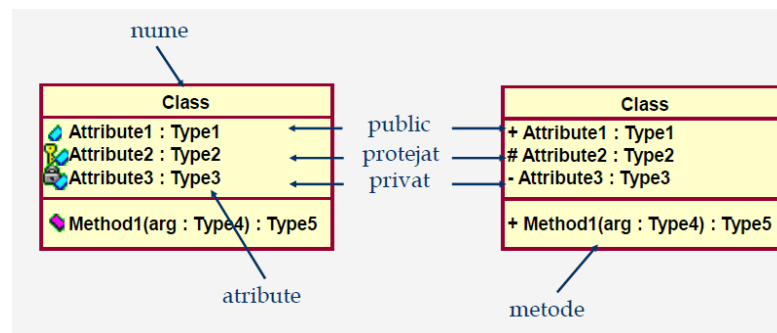 nume
Class
Attribute1 : Type1
Attribute2 : Type2
Attribute3 : Type3
Method1(arg : Type4) : Type5
atribute
public
protejat
privat
Class
+ Attribute1 : Type1
# Attribute2 : Type2
- Attribute3 : Type3
+ Method1(arg : Type4) : Type5
metode